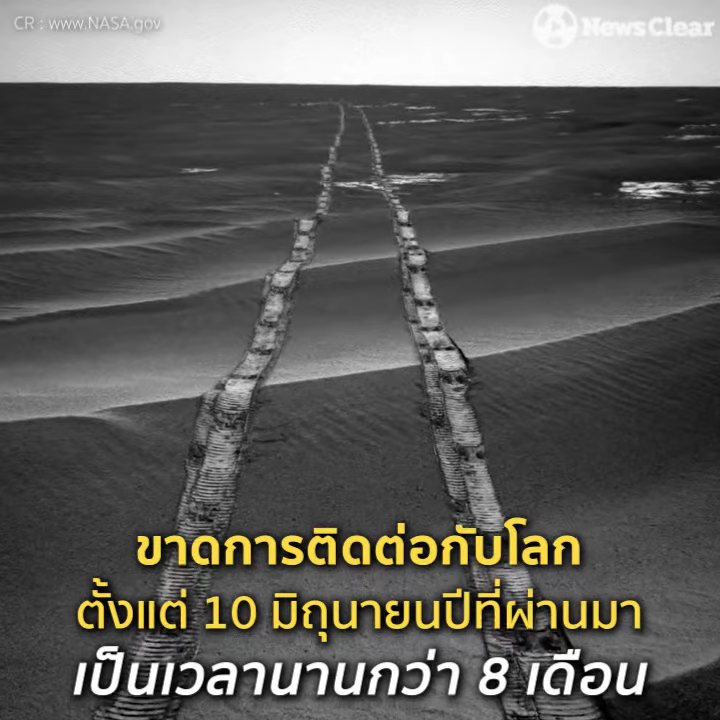 CR : www.NASA.gov
News Clear
ขาดการติดต่อกับโลก
ตั้งแต่ 10 มิถุนายนปีที่ผ่านมา
เป็นเวลานานกว่า 8 เดือน